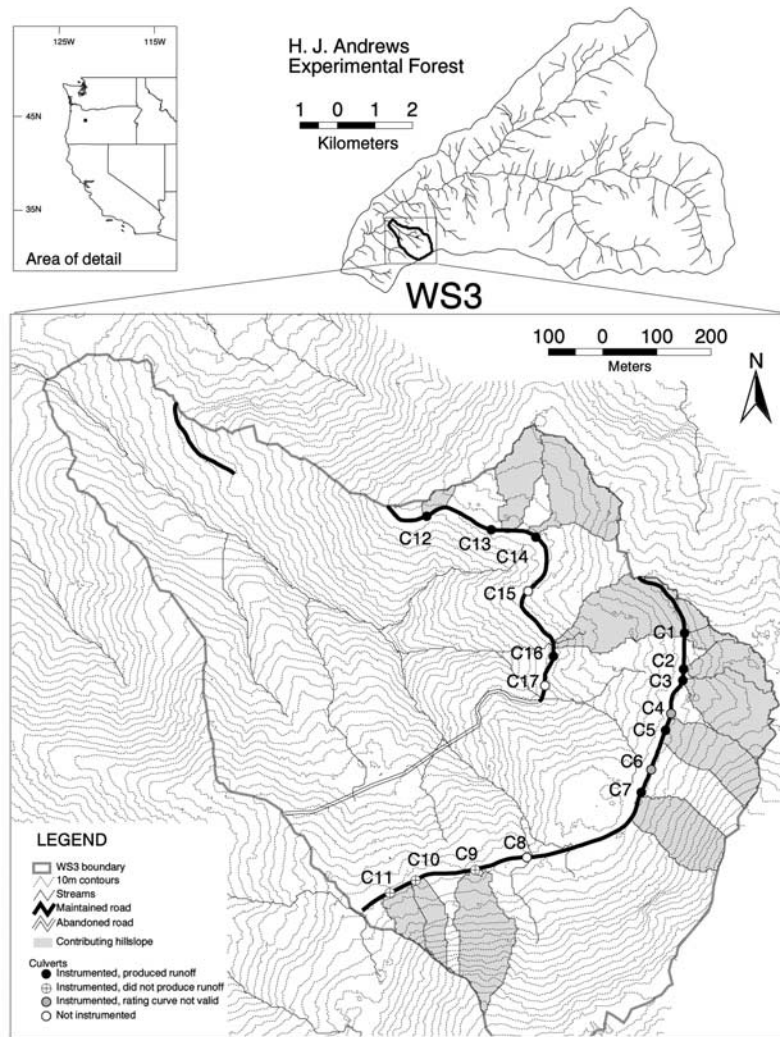 125W 115W
45N
35N
Area of detail
H. J. Andrews
Experimental Forest
1 0 1 2
Kilometers
WS3
100 0 100 200
Meters
N
C12
C13
C14
C15
C16
C17
C1
C2
C3
C4
C5
C6
C7
C8
C9
C10
C11
LEGEND
WS3 boundary
10m contours
Streams
Maintained road
Abandoned road
Contributing hillslope
Culverts
Instrumented, produced runoff
Instrumented, did not produce runoff
Instrumented, rating curve not valid
Not instrumented